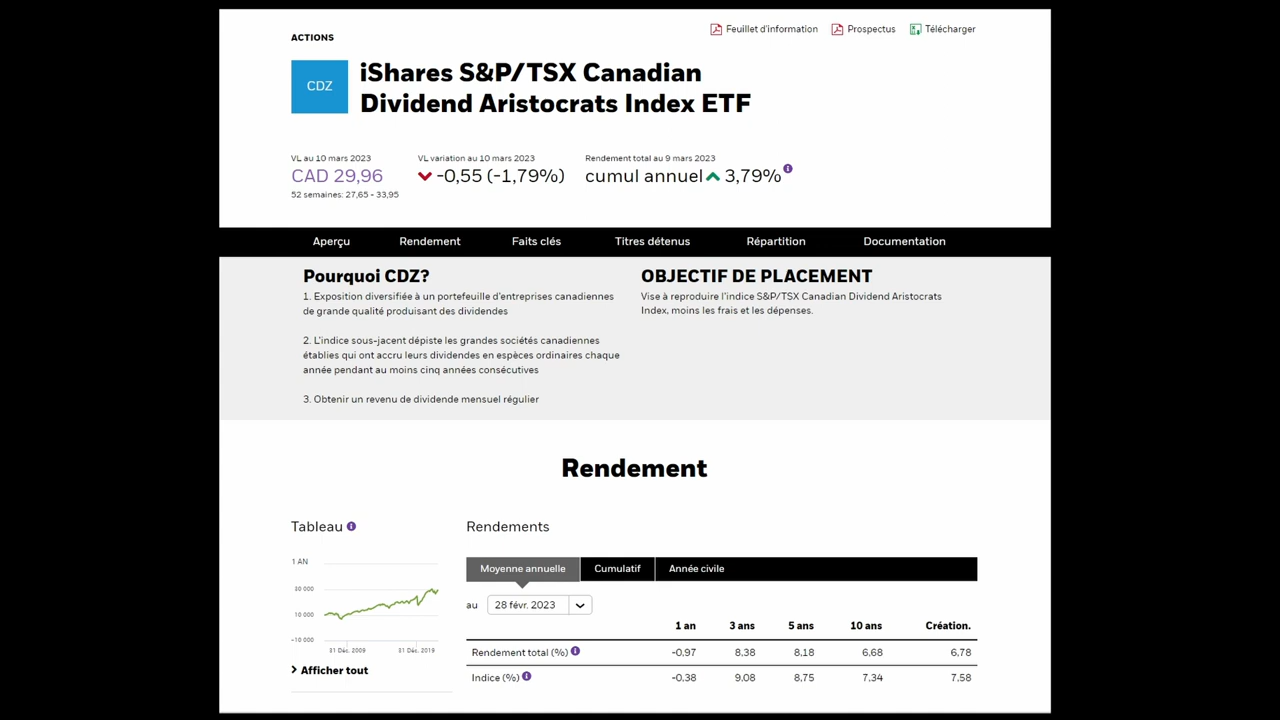 ACTIONS
Feuillet d'information
Prospectus
Télécharger
CDZ
iShares S&P/TSX Canadian
Dividend Aristocrats Index ETF
VL au 10 mars 2023
CAD 29,96
52 semaines: 27,65 - 33,95
VL variation au 10 mars 2023
-0,55 (-1,79%)
Rendement total au 9 mars 2023
cumul annuel 3,79%
Aperçu Rendement Faits clés Titres détenus Répartition Documentation
Pourquoi CDZ?
1. Exposition diversifiée à un portefeuille d'entreprises canadiennes
de grande qualité produisant des dividendes
2. L'indice sous-jacent dépiste les grandes sociétés canadiennes
établies qui ont accru leurs dividendes en espèces ordinaires chaque
année pendant au moins cinq années consécutives
3. Obtenir un revenu de dividende mensuel régulier
OBJECTIF DE PLACEMENT
Vise à reproduire l'indice S&P/TSX Canadian Dividend Aristocrats
Index, moins les frais et les dépenses.
Rendement
Tableau
1 AN
30 000
10 000
-10 000
31 Déc. 2009 31 Déc. 2019
Afficher tout
Rendements
Moyenne annuelle Cumulatif Année civile
au 28 févr. 2023
1 an 3 ans 5 ans 10 ans Création.
Rendement total (%) -0,97 8,38 8,18 6,68 6,78
Indice (%) -0,38 9,08 8,75 7,34 7,58